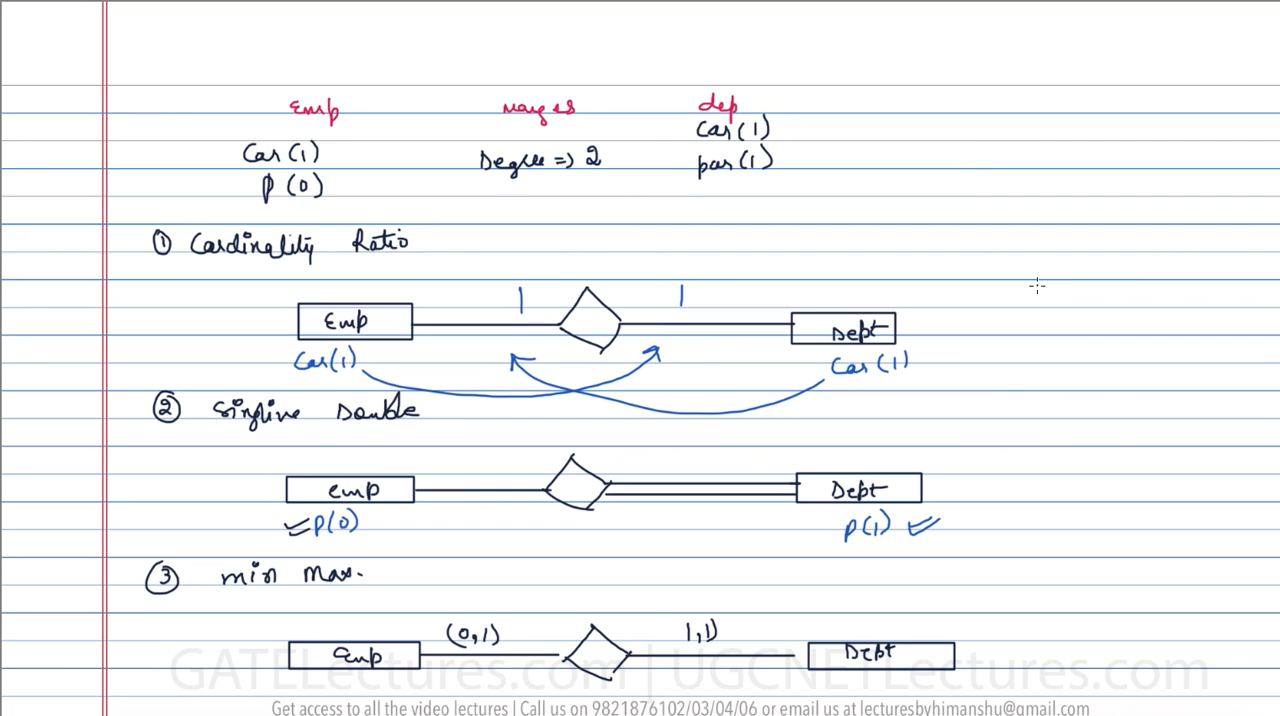 Emp manges dep
Car(1)
Car(1) Degree => 2 par(1)
P(0)
① Cardinality Ratio
1 1
Emp Dept
Car(1) Car(1)
② Singline Double
emp Dept
P(0) P(1)
③ min Max.
(0,1) 1,1)
Emp Dept
GATELectures.com | UGCNETLectures.com
Get access to all the video lectures | Call us on 9821876102/03/04/06 or email us at lecturesbyhimanshu@gmail.com